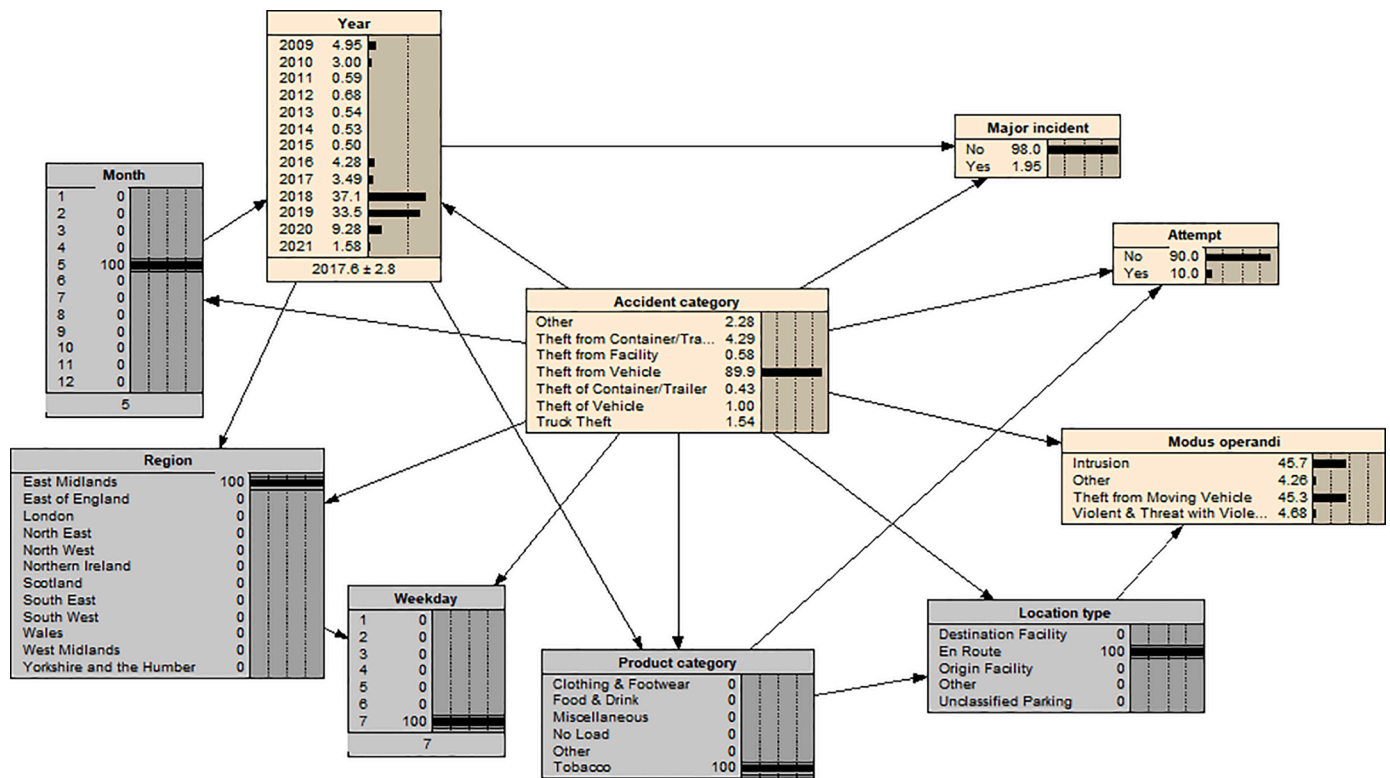 Year
2009 4.95
2010 3.00
2011 0.59
2012 0.68
2013 0.54
2014 0.53
2015 0.50
2016 4.28
2017 3.49
2018 37.1
2019 33.5
2020 9.28
2021 1.58
2017.6 ± 2.8
Major incident
No 98.0
Yes 1.95
Month
1 0
2 0
3 0
4 0
5 100
6 0
7 0
8 0
9 0
10 0
11 0
12 0
5
Attempt
No 90.0
Yes 10.0
Accident category
Other 2.28
Theft from Container/Tra... 4.29
Theft from Facility 0.58
Theft from Vehicle 89.9
Theft of Container/Trailer 0.43
Theft of Vehicle 1.00
Truck Theft 1.54
Modus operandi
Intrusion 45.7
Other 4.26
Theft from Moving Vehicle 45.3
Violent & Threat with Viole... 4.68
Region
East Midlands 100
East of England 0
London 0
North East 0
North West 0
Northern Ireland 0
Scotland 0
South East 0
South West 0
Wales 0
West Midlands 0
Yorkshire and the Humber 0
Weekday
1 0
2 0
3 0
4 0
5 0
6 0
7 100
7
Product category
Clothing & Footwear 0
Food & Drink 0
Miscellaneous 0
No Load 0
Other 0
Tobacco 100
Location type
Destination Facility 0
En Route 100
Origin Facility 0
Other 0
Unclassified Parking 0